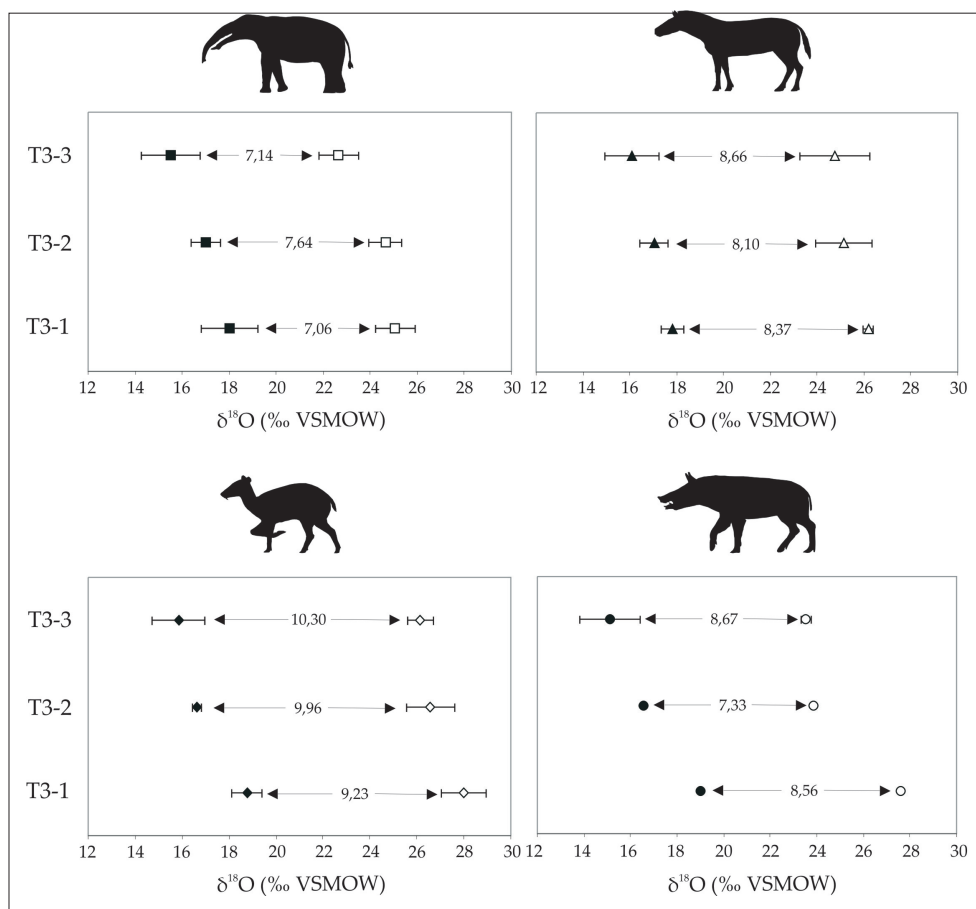 T3-3
7,14
8,66
T3-2
7,64
8,10
T3-1
7,06
8,37
12 14 16 18 20 22 24 26 28 30
12 14 16 18 20 22 24 26 28 30
δ¹⁸O (‰ VSMOW)
δ¹⁸O (‰ VSMOW)
T3-3
10,30
8,67
T3-2
9,96
7,33
T3-1
9,23
8,56
12 14 16 18 20 22 24 26 28 30
12 14 16 18 20 22 24 26 28 30
δ¹⁸O (‰ VSMOW)
δ¹⁸O (‰ VSMOW)